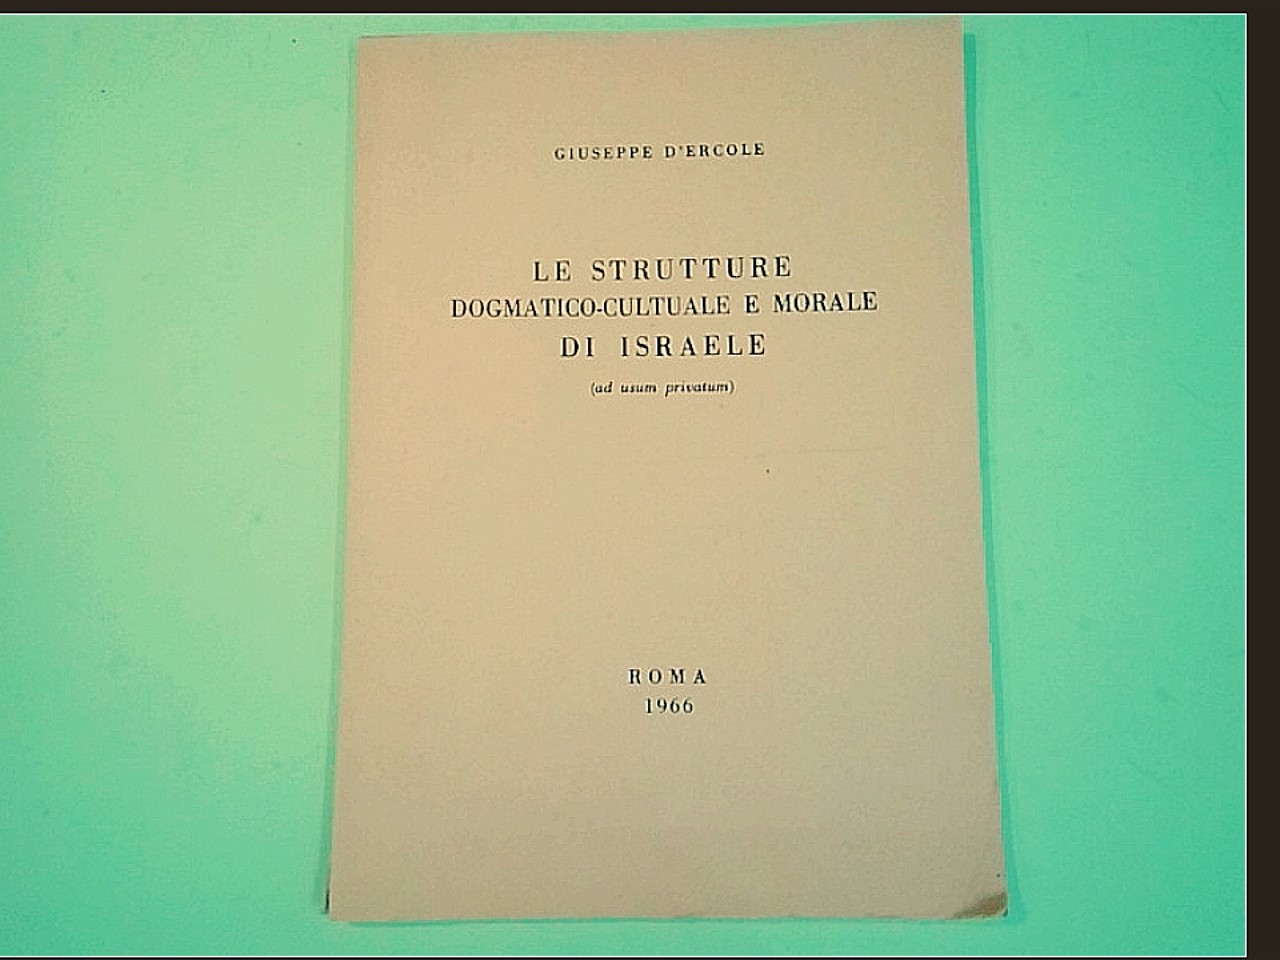 GIUSEPPE D'ERCOLE
LE STRUTTURE
DOGMATICO-CULTUALE E MORALE
DI ISRAELE
(ad usum privatum)
ROMA
1966